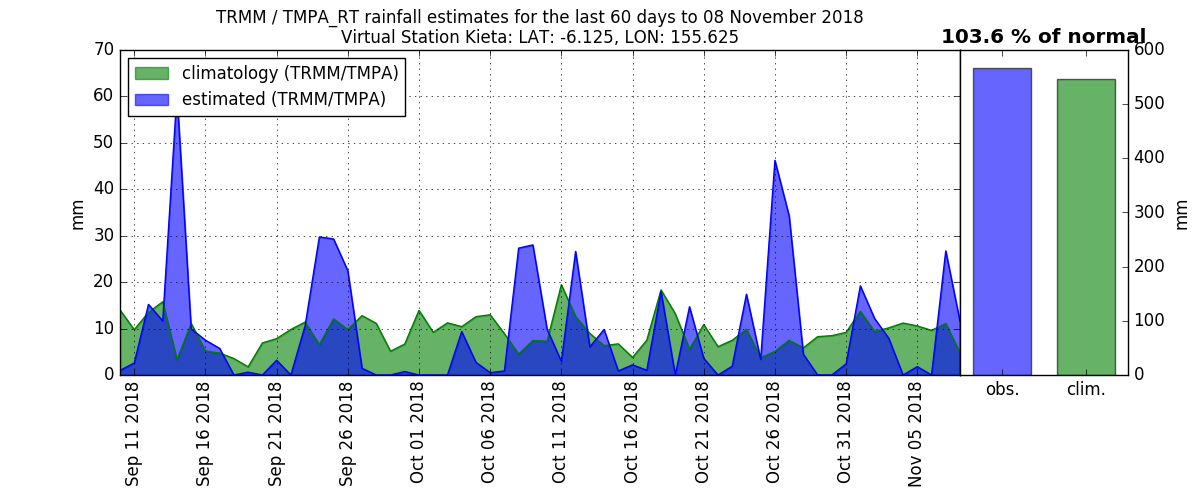 TRMM / TMPA_RT rainfall estimates for the last 60 days to 08 November 2018
Virtual Station Kieta: LAT: -6.125, LON: 155.625
103.6 % of normal
climatology (TRMM/TMPA)
estimated (TRMM/TMPA)
70
60
50
40
30
20
10
0
mm
600
500
400
300
200
100
0
mm
obs. clim.
Sep 11 2018
Sep 16 2018
Sep 21 2018
Sep 26 2018
Oct 01 2018
Oct 06 2018
Oct 11 2018
Oct 16 2018
Oct 21 2018
Oct 26 2018
Oct 31 2018
Nov 05 2018